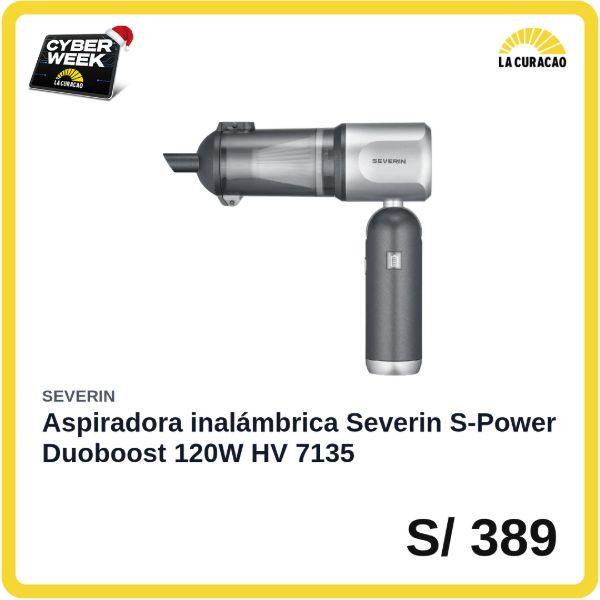 CYBER
WEEK
LA CURACAO
LA CURACAO
SEVERIN
SEVERIN
Aspiradora inalámbrica Severin S-Power
Duoboost 120W HV 7135
S/ 389